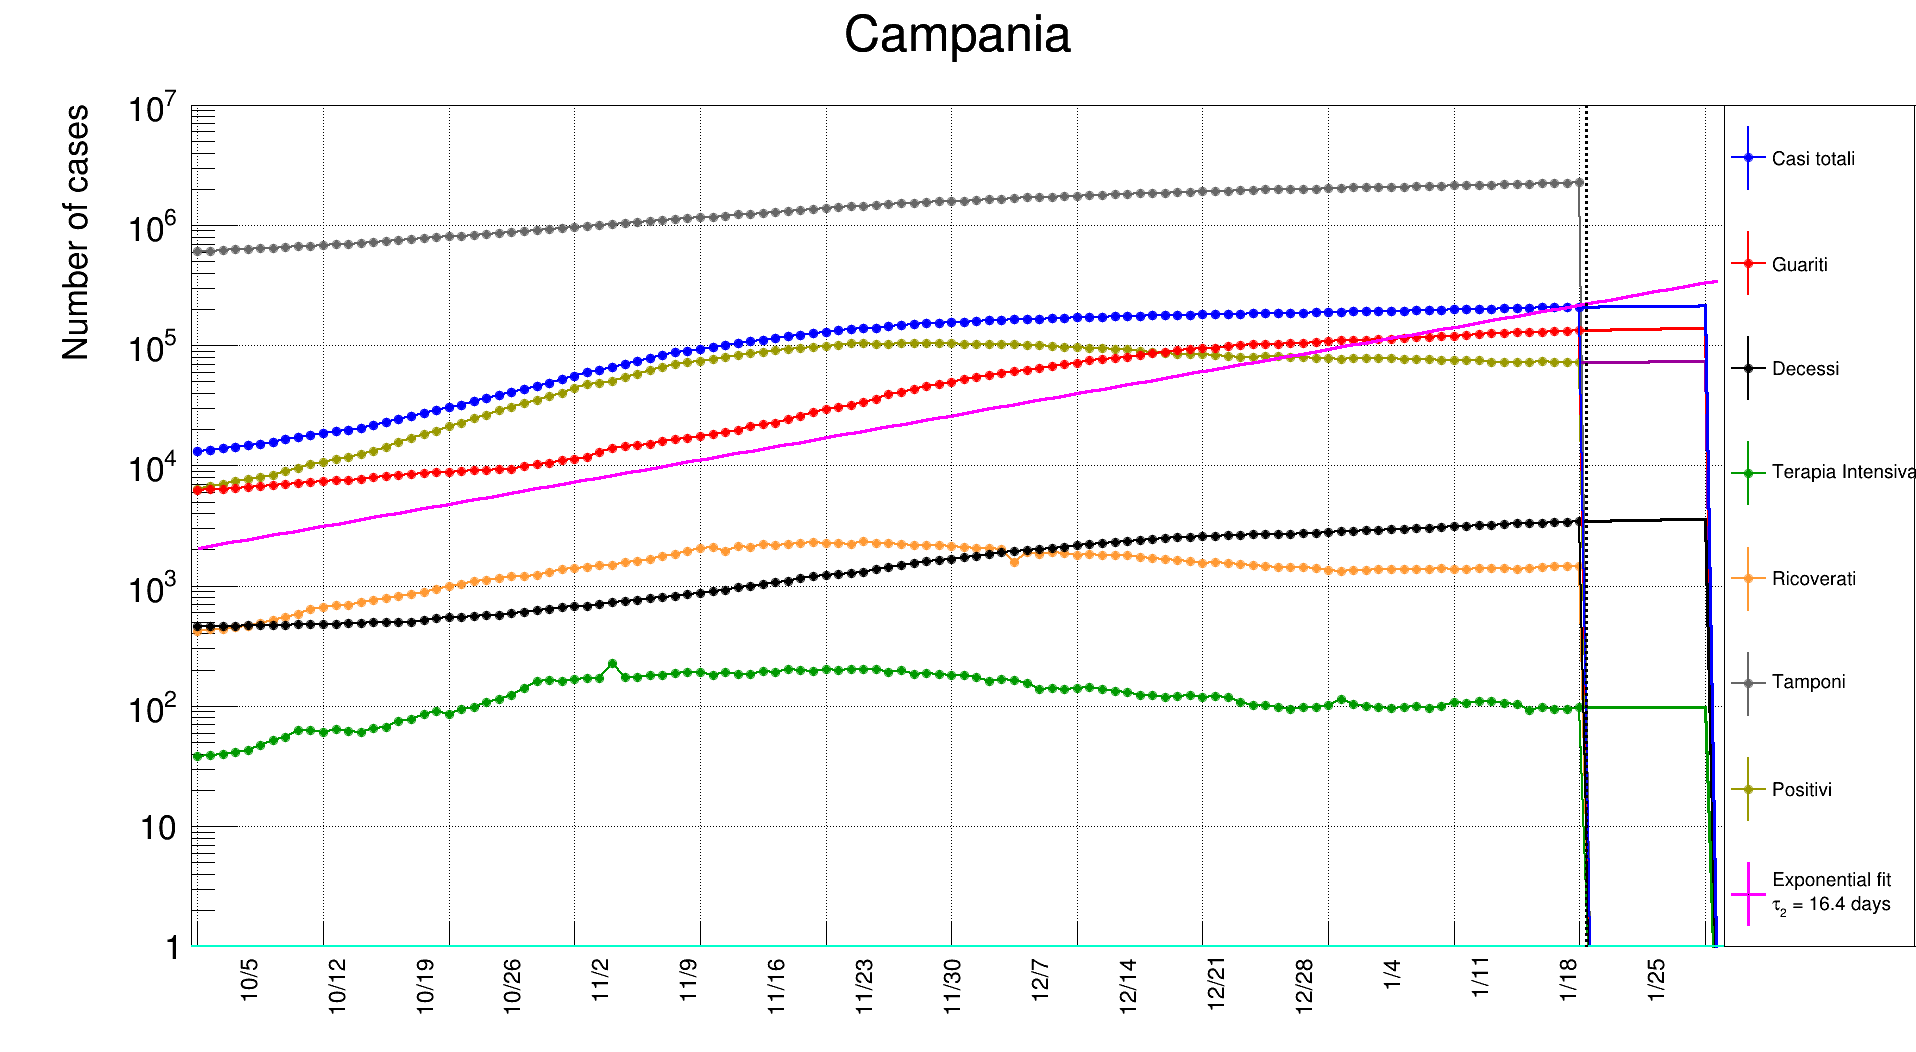 Campania
Number of cases
10^7
10^6
10^5
10^4
10^3
10^2
10
1
10/5 10/12 10/19 10/26 11/2 11/9 11/16 11/23 11/30 12/7 12/14 12/21 12/28 1/4 1/11 1/18 1/25
Casi totali
Guariti
Decessi
Terapia Intensiva
Ricoverati
Tamponi
Positivi
Exponential fit
τ_2 = 16.4 days